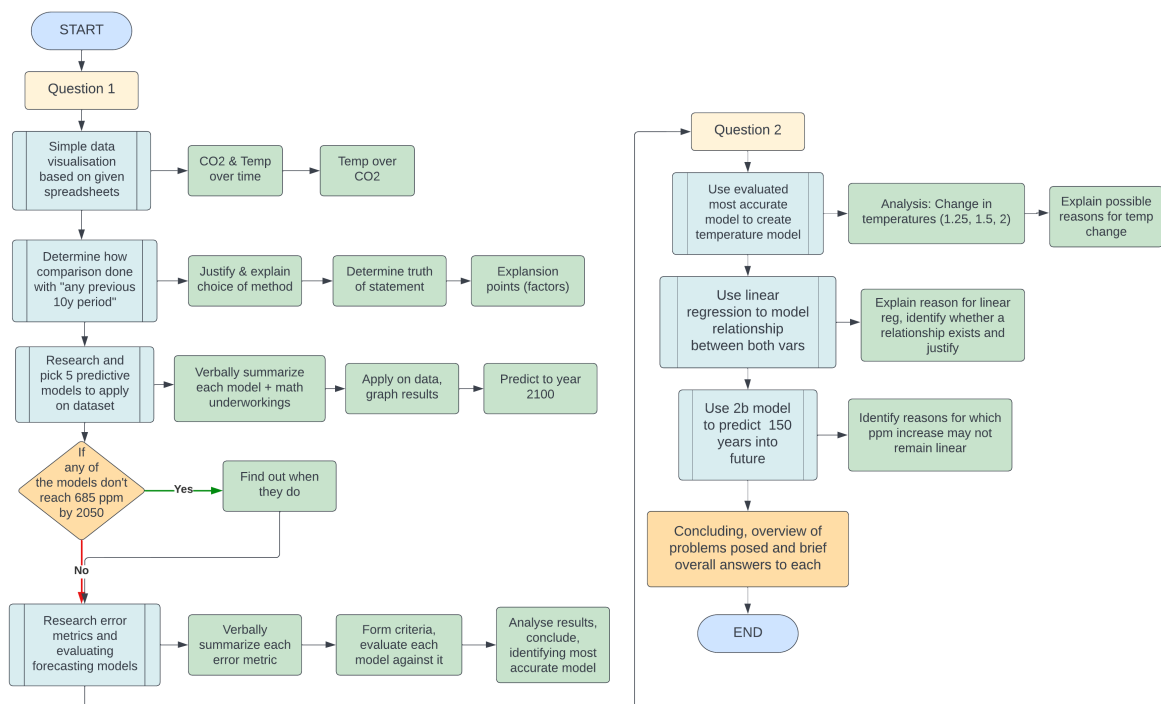 START
Question 1
Simple data
visualisation
based on given
spreadsheets
CO2 & Temp
over time
Temp over
CO2
Determine how
comparison done
with "any previous
10y period"
Justify & explain
choice of method
Determine truth
of statement
Explansion
points (factors)
Research and
pick 5 predictive
models to apply
on dataset
Verbally summarize
each model + math
underworkings
Apply on data,
graph results
Predict to year
2100
If
any of
the models don't
reach 685 ppm
by 2050
Yes
Find out when
they do
No
Research error
metrics and
evaluating
forecasting models
Verbally
summarize each
error metric
Form criteria,
evaluate each
model against it
Analyse results,
conclude,
identifying most
accurate model
Question 2
Use evaluated
most accurate
model to create
temperature model
Analysis: Change in
temperatures (1.25, 1.5, 2)
Explain possible
reasons for temp
change
Use linear
regression to model
relationship
between both vars
Explain reason for linear
reg, identify whether a
relationship exists and
justify
Use 2b model
to predict 150
years into
future
Identify reasons for which
ppm increase may not
remain linear
Concluding, overview of
problems posed and brief
overall answers to each
END